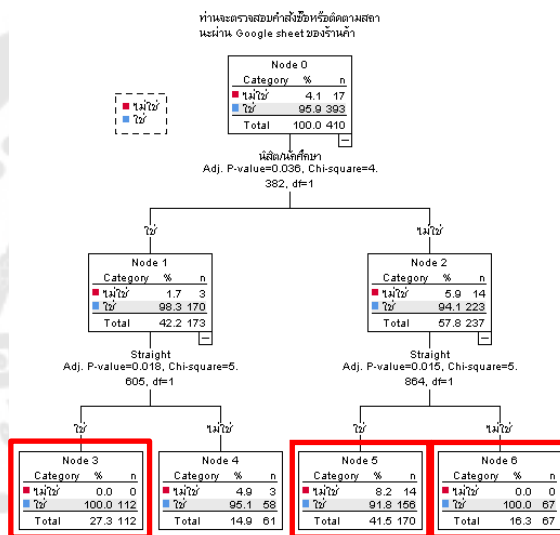 ท่านจะตรวจสอบคำสั่งซื้อหรือติดตามสถา
นะผ่าน Google sheet ของร้านค้า
Node 0
Category % n
ไม่ใช่ 4.1 17
ใช่ 95.9 393
Total 100.0 410
ไม่ใช่
ใช่
นิสิต/นักศึกษา
Adj. P-value=0.036, Chi-square=4.
382, df=1
ใช่
ไม่ใช่
Node 1
Category % n
ไม่ใช่ 1.7 3
ใช่ 98.3 170
Total 42.2 173
Node 2
Category % n
ไม่ใช่ 5.9 14
ใช่ 94.1 223
Total 57.8 237
Straight
Adj. P-value=0.018, Chi-square=5.
605, df=1
Straight
Adj. P-value=0.015, Chi-square=5.
864, df=1
ใช่
ไม่ใช่
ใช่
ไม่ใช่
Node 3
Category % n
ไม่ใช่ 0.0 0
ใช่ 100.0 112
Total 27.3 112
Node 4
Category % n
ไม่ใช่ 4.9 3
ใช่ 95.1 58
Total 14.9 61
Node 5
Category % n
ไม่ใช่ 8.2 14
ใช่ 91.8 156
Total 41.5 170
Node 6
Category % n
ไม่ใช่ 0.0 0
ใช่ 100.0 67
Total 16.3 67